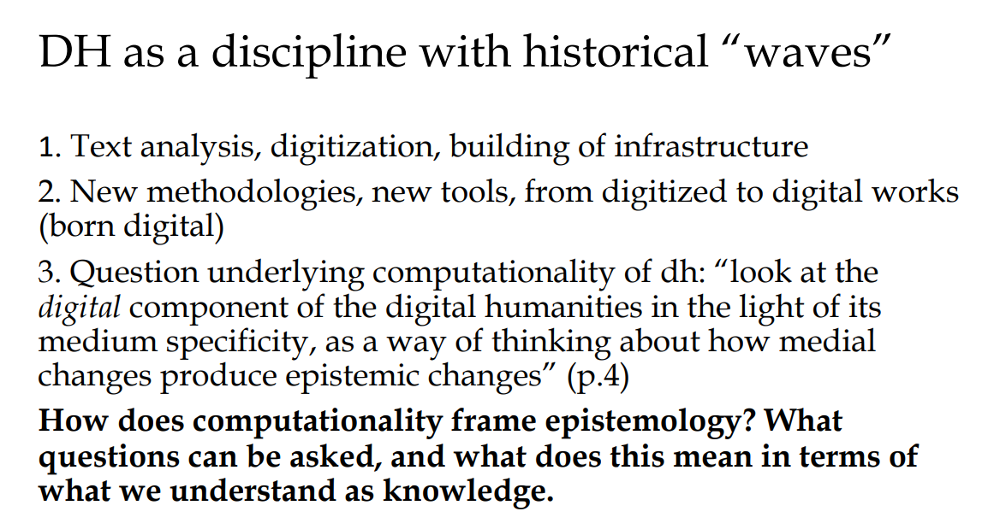 DH as a discipline with historical “waves”
1. Text analysis, digitization, building of infrastructure
2. New methodologies, new tools, from digitized to digital works
(born digital)
3. Question underlying computationality of dh: “look at the
digital component of the digital humanities in the light of its
medium specificity, as a way of thinking about how medial
changes produce epistemic changes” (p.4)
How does computationality frame epistemology? What
questions can be asked, and what does this mean in terms of
what we understand as knowledge.